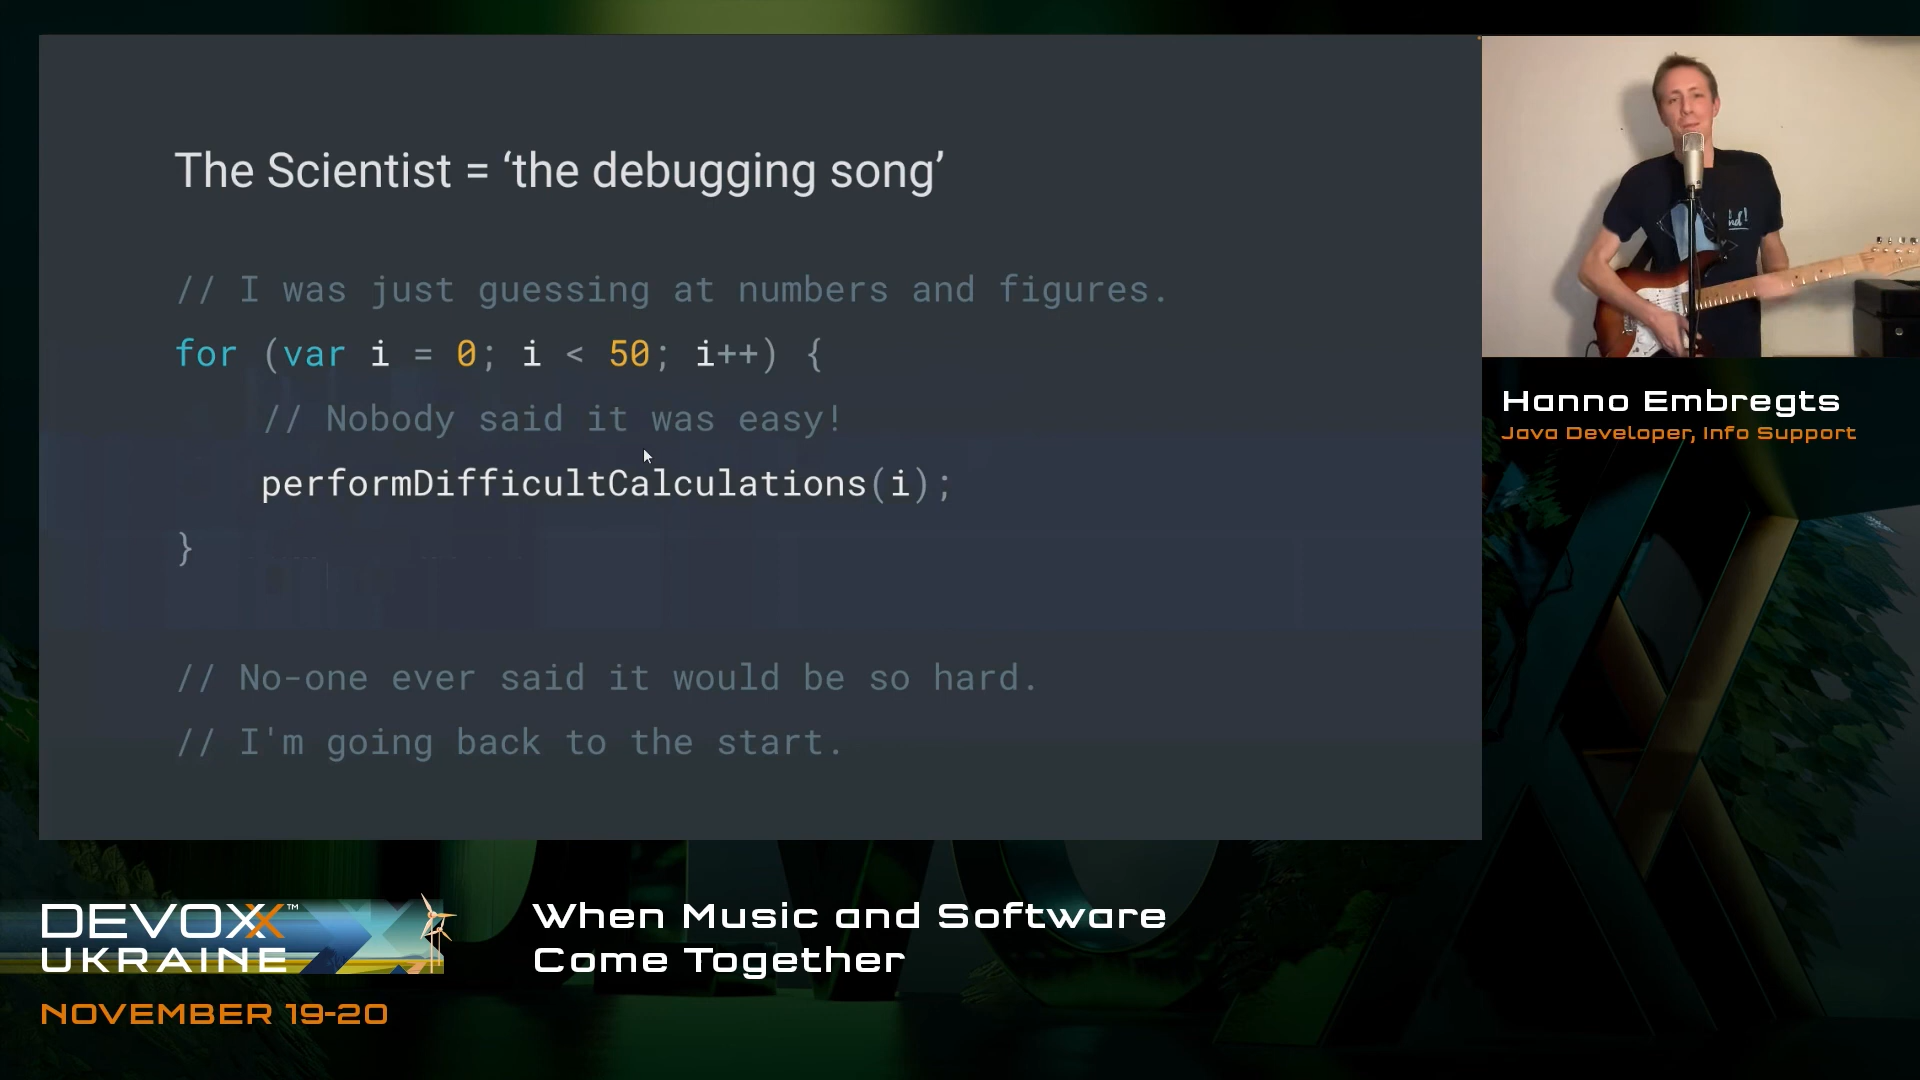 The Scientist = ‘the debugging song’
// I was just guessing at numbers and figures.
for (var i = 0; i < 50; i++) {
// Nobody said it was easy!
performDifficultCalculations(i);
}
// No-one ever said it would be so hard.
// I'm going back to the start.
Hanno Embregts
Java Developer, Info Support
DEVOXX™
UKRAINE
NOVEMBER 19-20
When Music and Software
Come Together